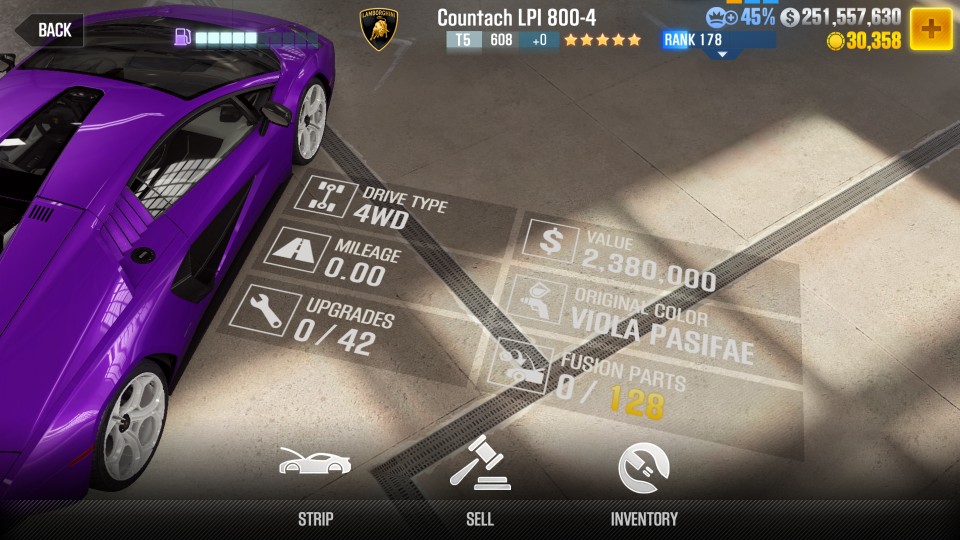 BACK
LAMBORGHINI
Countach LPI 800-4
T5 608 +0
RANK 178
45% $ 251,557,630
30,358
DRIVE TYPE
4WD
MILEAGE
0.00
UPGRADES
0 / 42
$ VALUE
2,380,000
ORIGINAL COLOR
VIOLA PASIFAE
FUSION PARTS
0 / 128
STRIP
SELL
INVENTORY